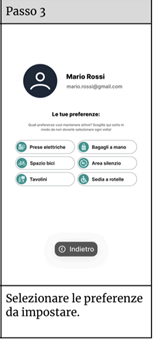 Passo 3
Mario Rossi
mario.rossi@gmail.com
Le tue preferenze:
Quali preferenze vuoi mantenere attive? Scegline qui sotto in
modo da non doverle selezionare ogni volta!
Prese elettriche
Bagagli a mano
Spazio bici
Area silenzio
Tavolini
Sedia a rotelle
Indietro
Selezionare le preferenze
da impostare.